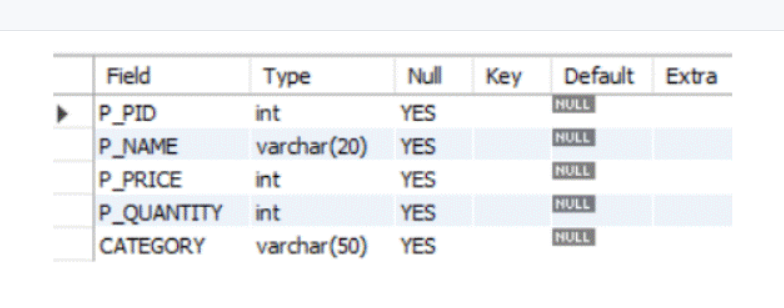 Field Type Null Key Default Extra
P_PID int YES NULL
P_NAME varchar(20) YES NULL
P_PRICE int YES NULL
P_QUANTITY int YES NULL
CATEGORY varchar(50) YES NULL